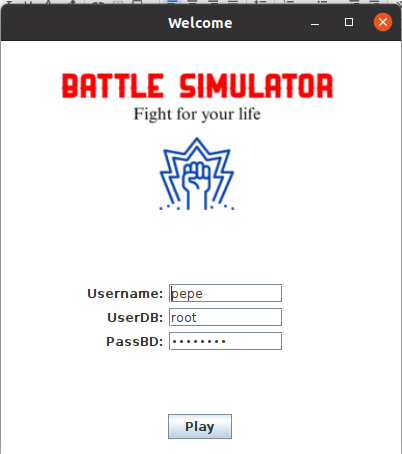 Welcome
BATTLE SIMULATOR
Fight for your life
Username: pepe
UserDB: root
PassBD: ••••••••
Play